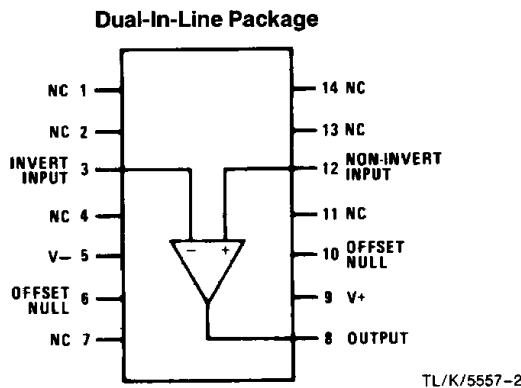 Dual-In-Line Package
NC 1
14 NC
NC 2
13 NC
INVERT
INPUT 3
12 NON-INVERT
INPUT
NC 4
11 NC
V− 5
10 OFFSET
NULL
OFFSET
NULL 6
9 V+
NC 7
8 OUTPUT
− +
TL/K/5557–2